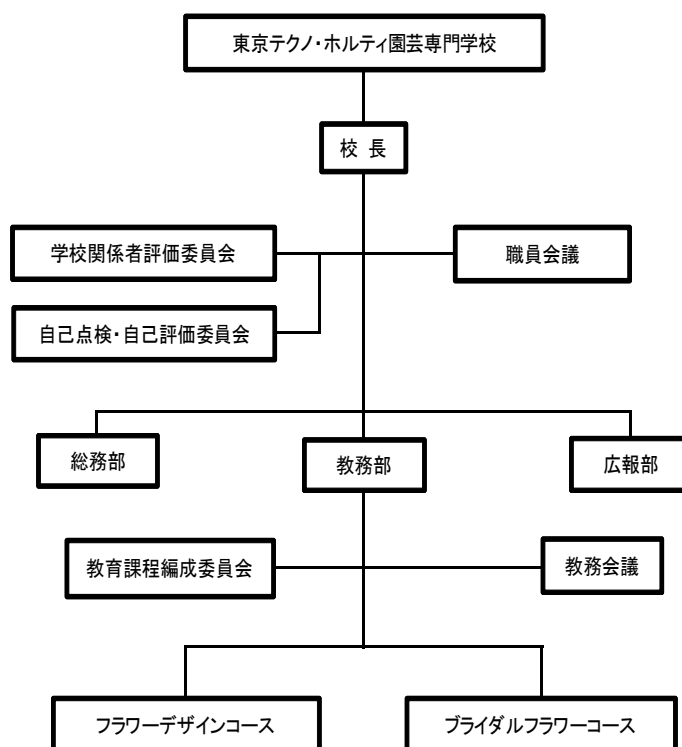 東京テクノ・ホルティ園芸専門学校
校 長
学校関係者評価委員会
職員会議
自己点検・自己評価委員会
総務部
教務部
広報部
教育課程編成委員会
教務会議
フラワーデザインコース
ブライダルフラワーコース